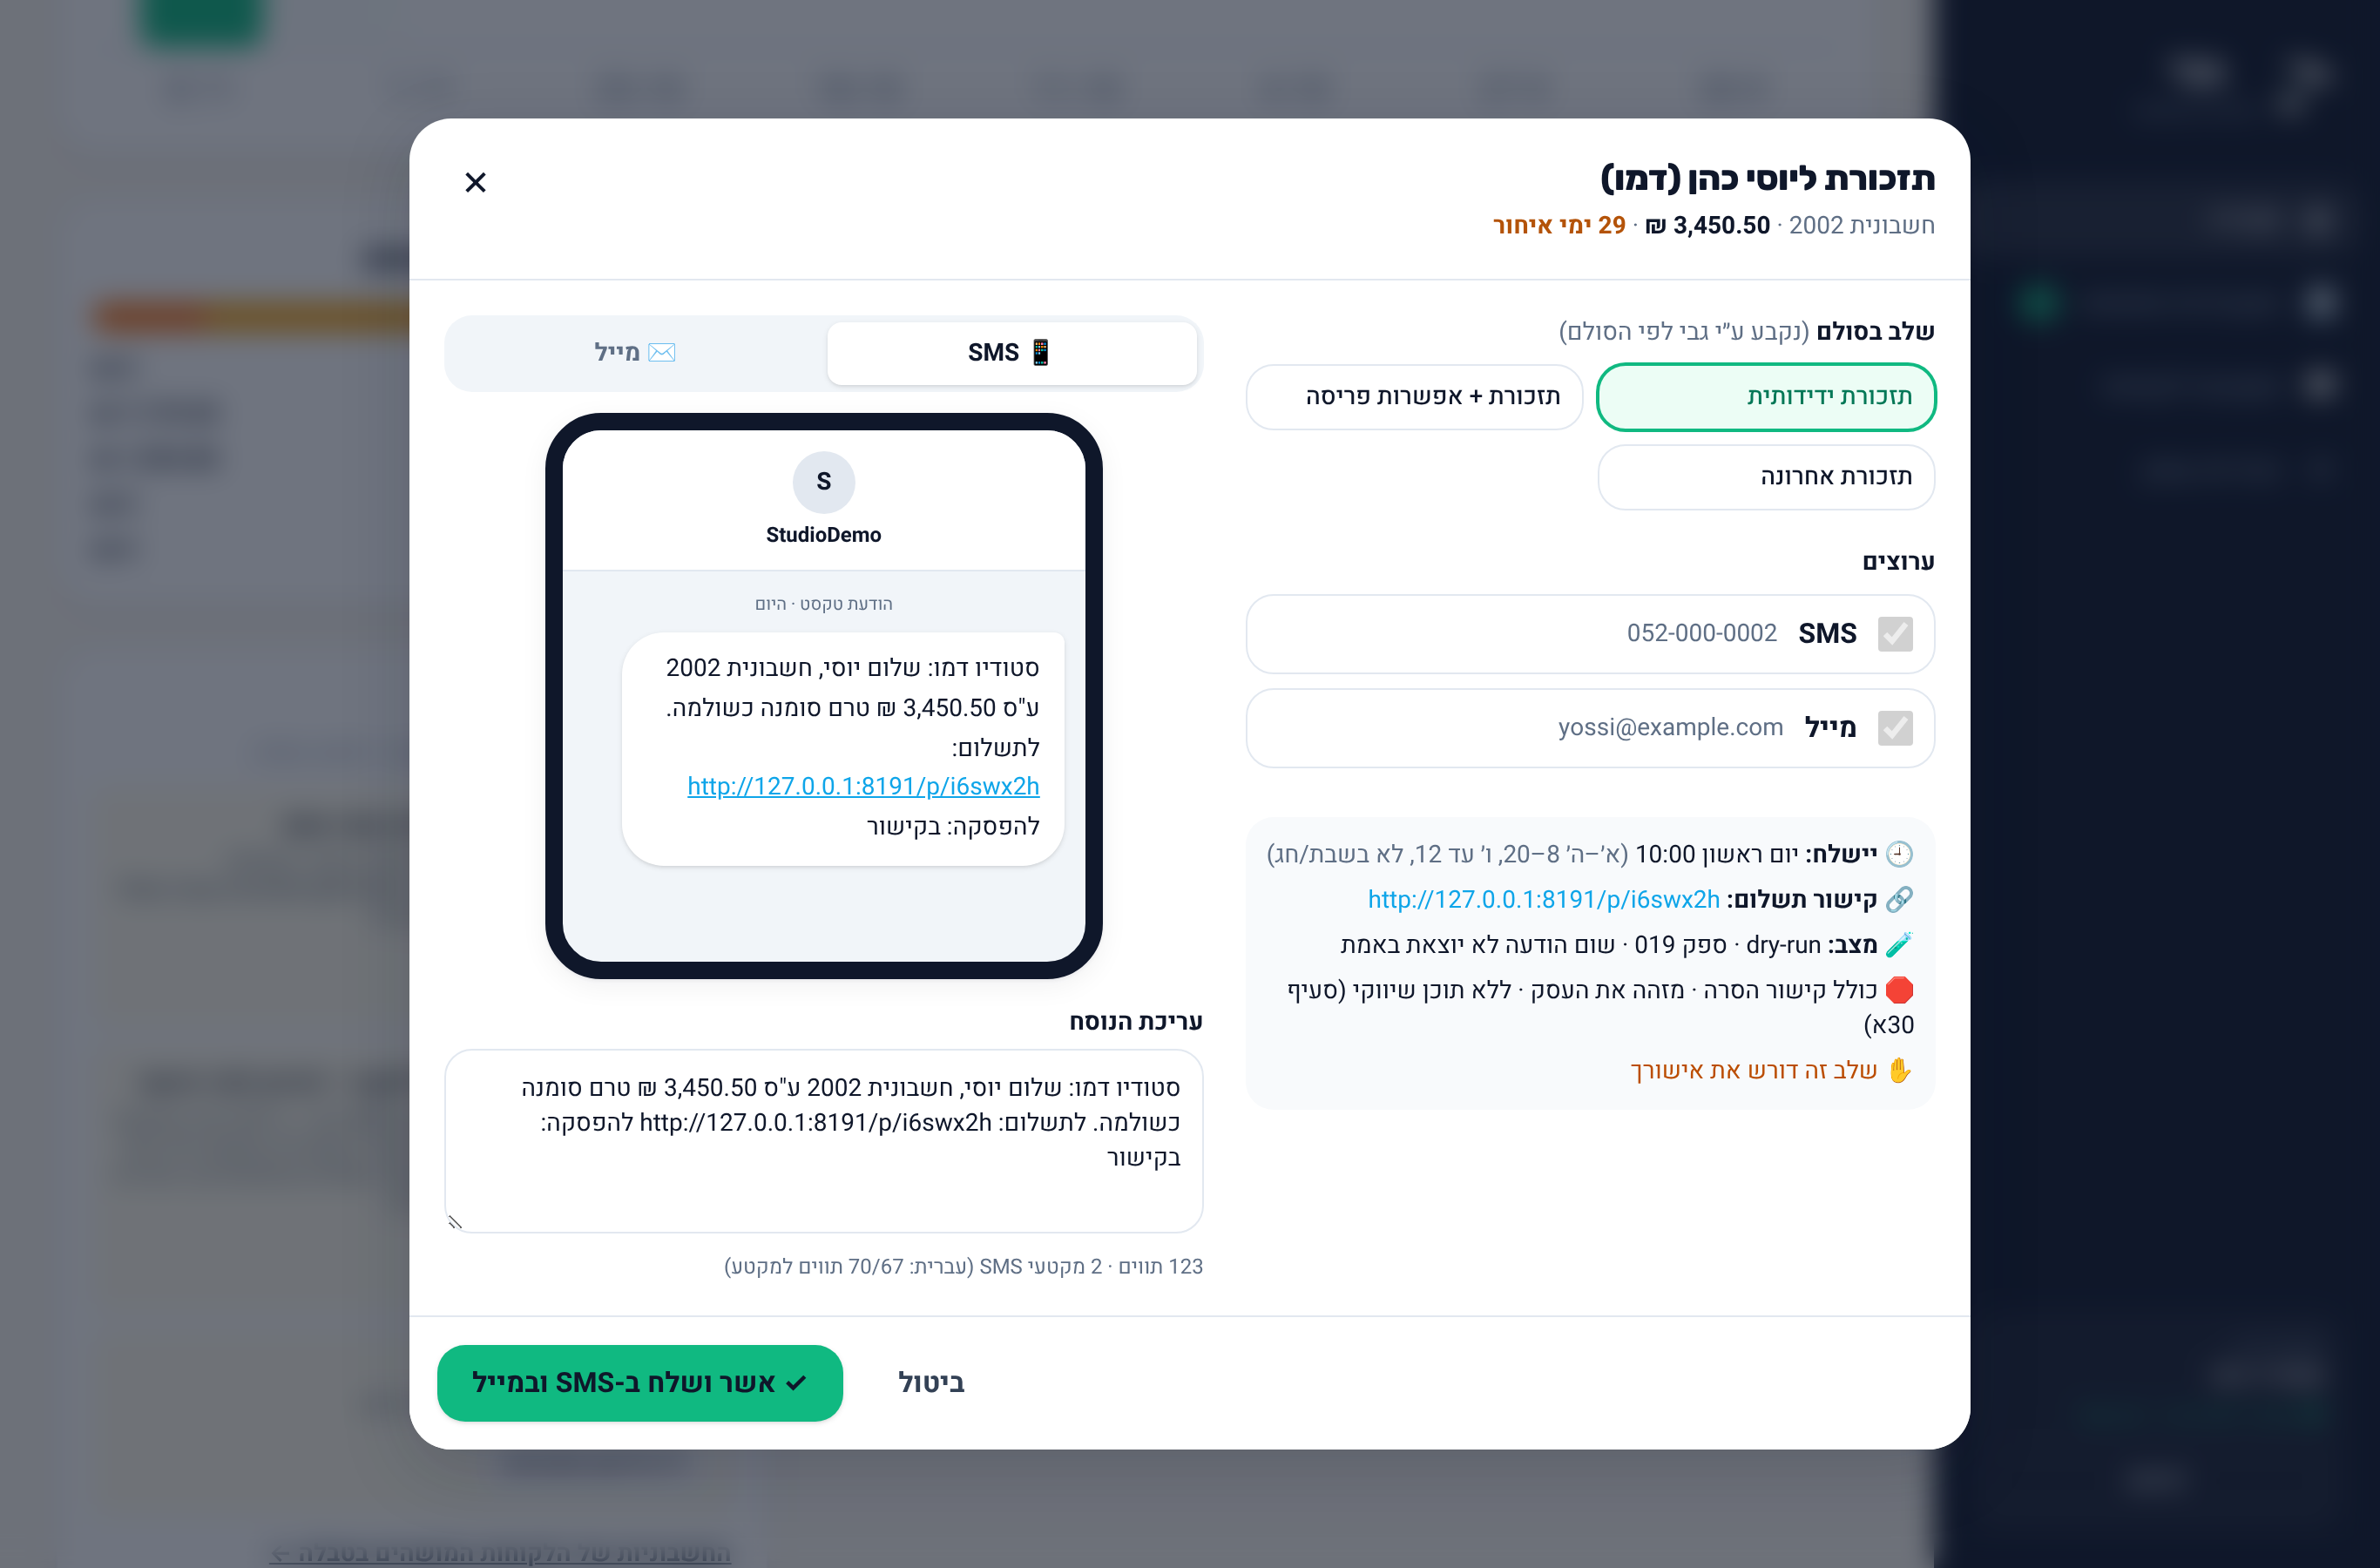 תזכורת ליוסי כהן (דמו)
חשבונית 2002 · 3,450.50 ₪ · 29 ימי איחור
✕
שלב בסולם (נקבע ע״י גבי לפי הסולם)
תזכורת ידידותית
תזכורת + אפשרות פריסה
תזכורת אחרונה
ערוצים
SMS 052-000-0002
מייל yossi@example.com
🕘 יישלח: יום ראשון 10:00 (א׳–ה׳ 8–20, ו׳ עד 12, לא בשבת/חג)
🔗 קישור תשלום: http://127.0.0.1:8191/p/i6swx2h
🧪 מצב: dry-run · ספק 019 · שום הודעה לא יוצאת באמת
🛑 כולל קישור הסרה · מזהה את העסק · ללא תוכן שיווקי (סעיף
30א)
✋ שלב זה דורש את אישורך
📱 SMS
✉️ מייל
S
StudioDemo
הודעת טקסט · היום
סטודיו דמו: שלום יוסי, חשבונית 2002
ע"ס 3,450.50 ₪ טרם סומנה כשולמה.
לתשלום:
http://127.0.0.1:8191/p/i6swx2h
להפסקה: בקישור
עריכת הנוסח
סטודיו דמו: שלום יוסי, חשבונית 2002 ע"ס 3,450.50 ₪ טרם סומנה
כשולמה. לתשלום: http://127.0.0.1:8191/p/i6swx2h להפסקה:
בקישור
123 תווים · 2 מקטעי SMS (עברית: 70/67 תווים למקטע)
ביטול
✓ אשר ושלח ב-SMS ובמייל
החשבוניות של הלקוחות המושהים בטבלה ←